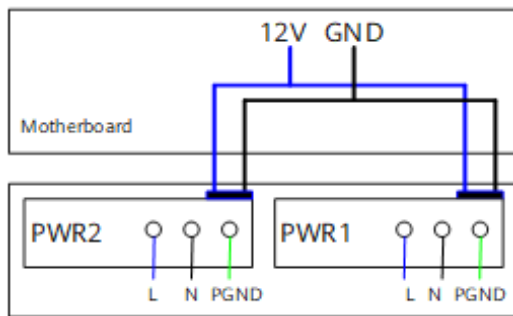 12V GND
Motherboard
PWR2
PWR1
L N PGND
L N PGND